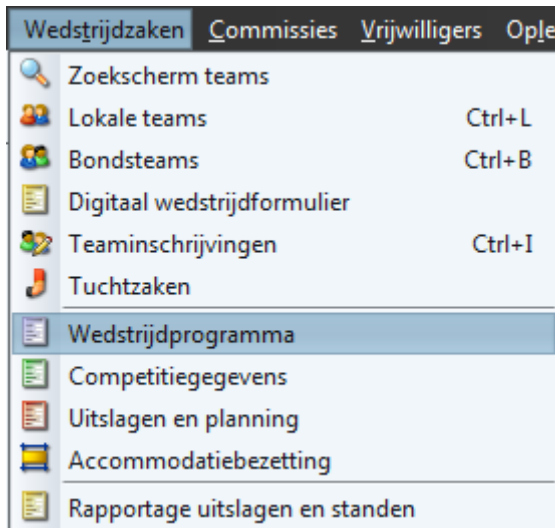 Wedstrijdzaken Commissies Vrijwilligers Ople
Zoekscherm teams
Lokale teams Ctrl+L
Bondsteams Ctrl+B
Digitaal wedstrijdformulier
Teaminschrijvingen Ctrl+I
Tuchtzaken
Wedstrijdprogramma
Competitiegegevens
Uitslagen en planning
Accommodatiebezetting
Rapportage uitslagen en standen